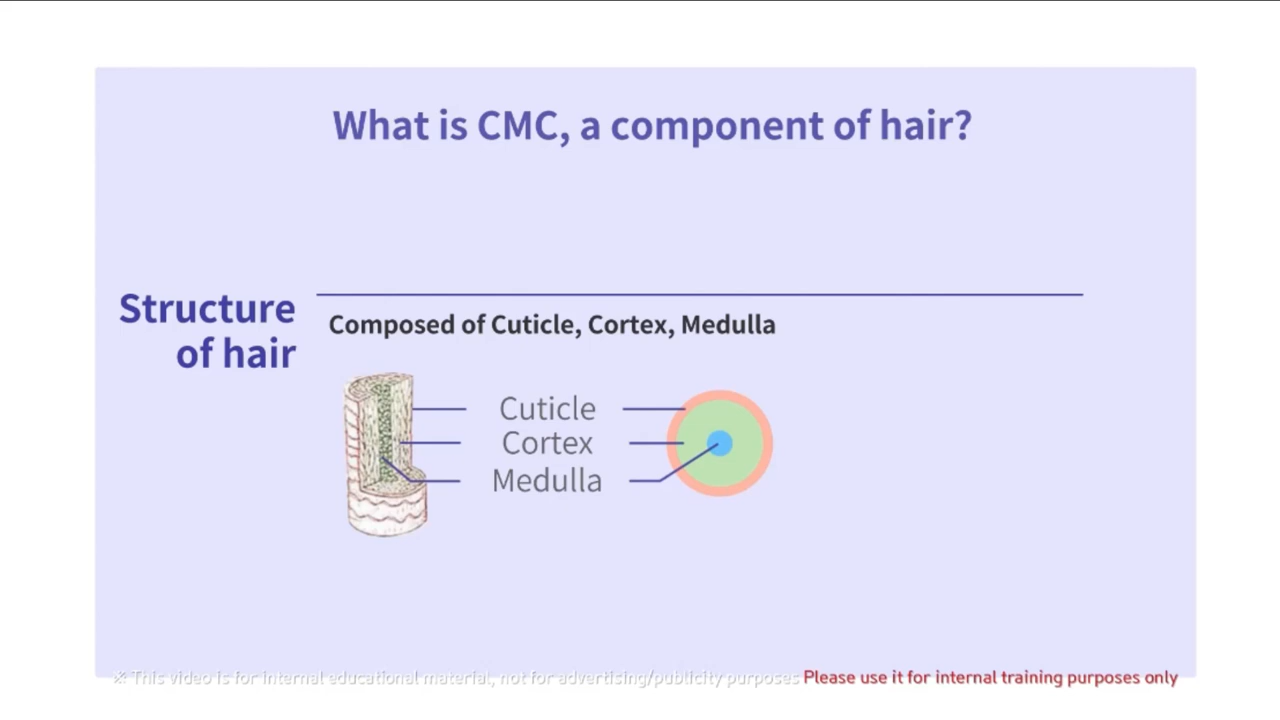 What is CMC, a component of hair?
Structure
of hair
Composed of Cuticle, Cortex, Medulla
Cuticle
Cortex
Medulla
※ This video is for internal educational material, not for advertising/publicity purposes Please use it for internal training purposes only